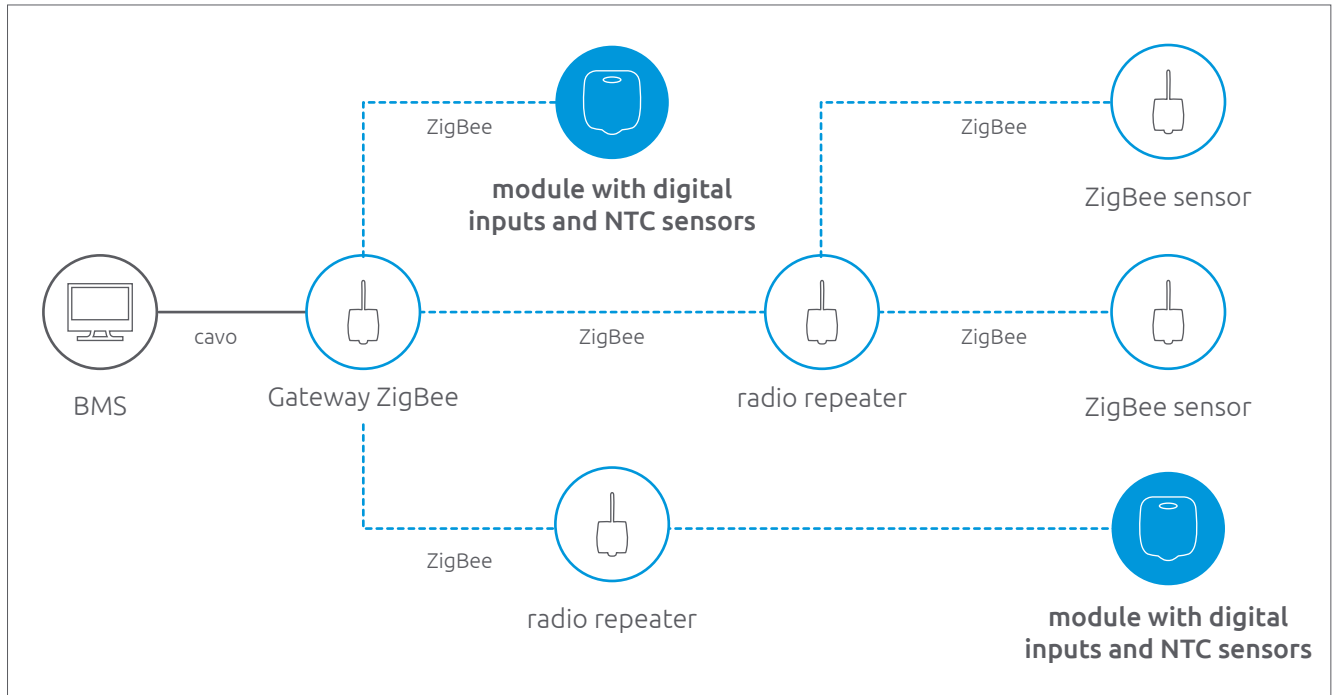 ZigBee
ZigBee
module with digital
inputs and NTC sensors
ZigBee sensor
cavo
ZigBee
ZigBee
BMS
Gateway ZigBee
radio repeater
ZigBee sensor
ZigBee
radio repeater
module with digital
inputs and NTC sensors